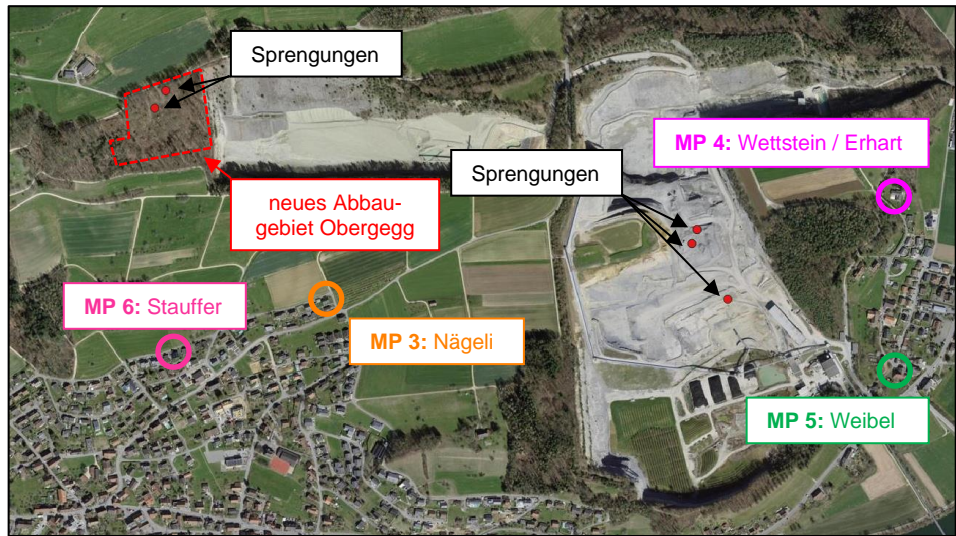 Sprengungen
MP 4: Wettstein / Erhart
Sprengungen
neues Abbau-
gebiet Obergegg
MP 6: Stauffer
MP 3: Nägeli
MP 5: Weibel